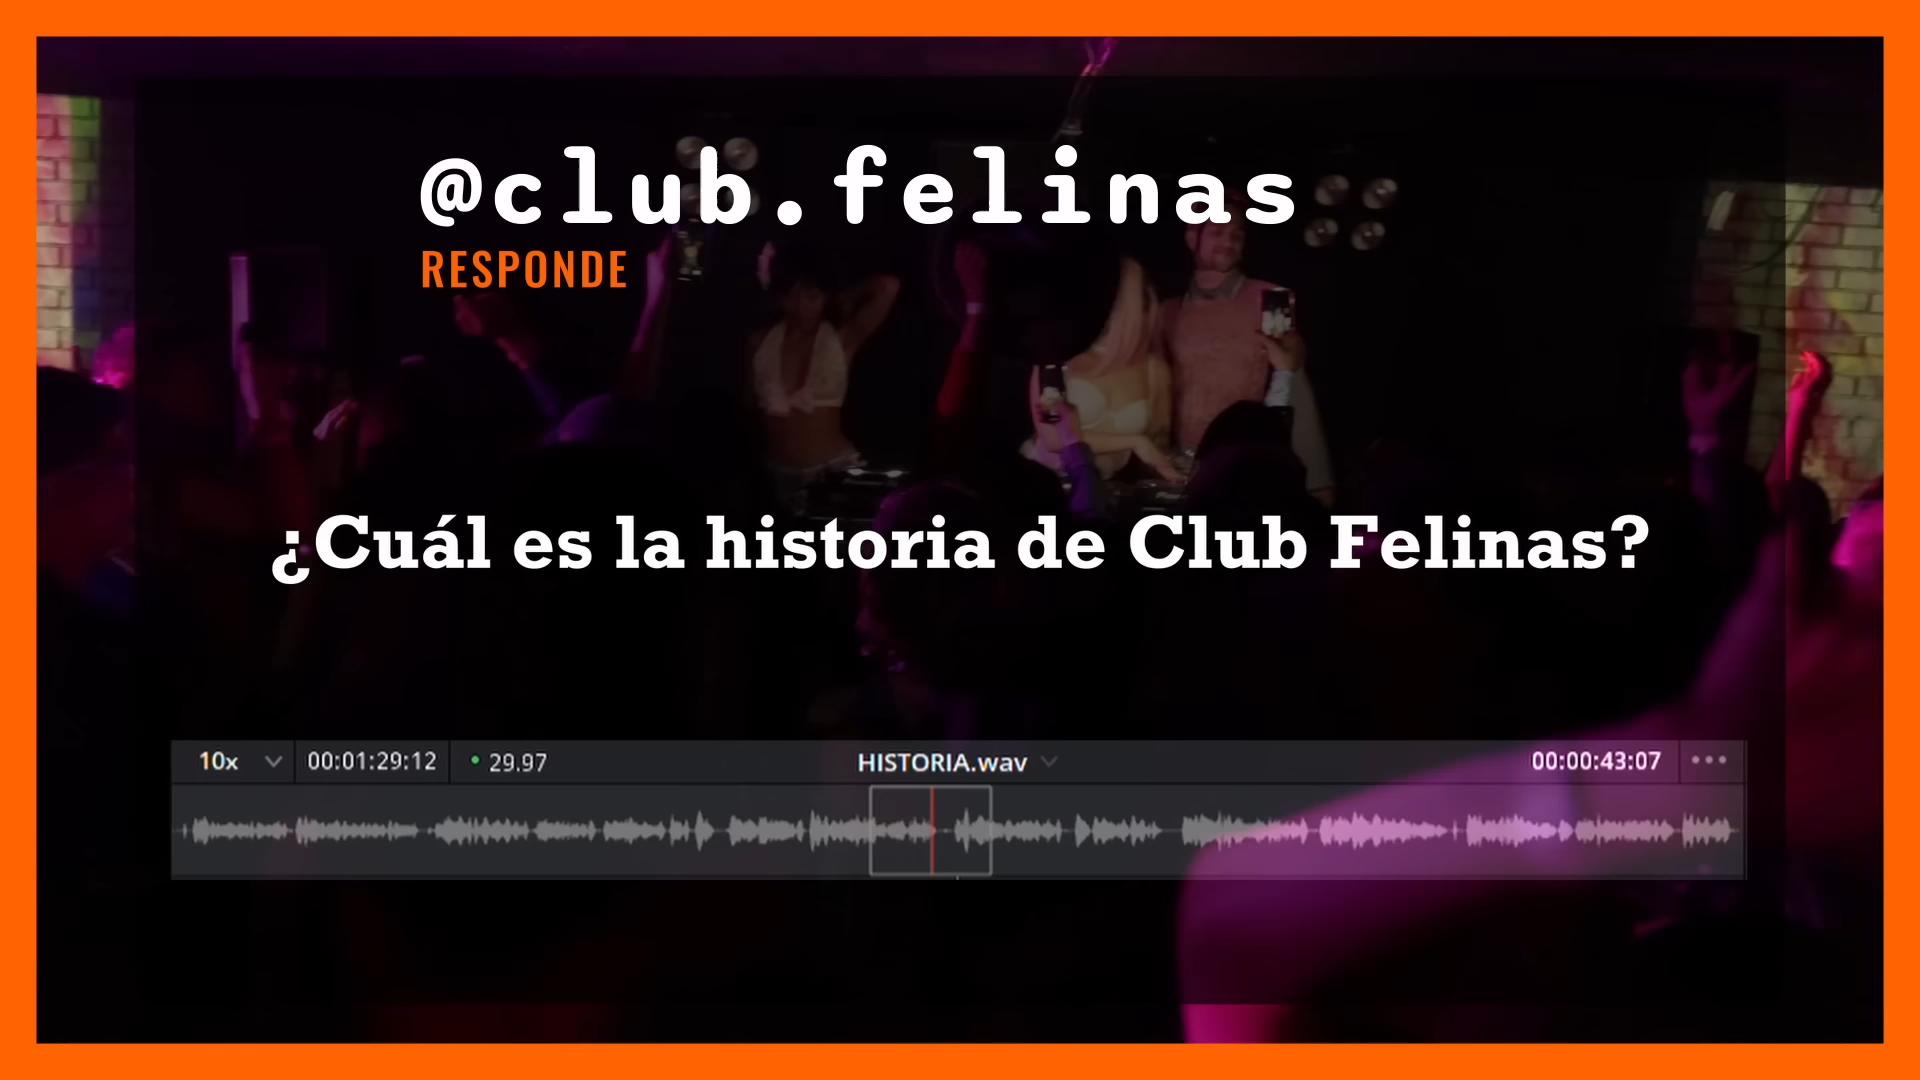 @club.felinas
RESPONDE
¿Cuál es la historia de Club Felinas?
10x 00:01:29:12 29.97 HISTORIA.wav 00:00:43:07